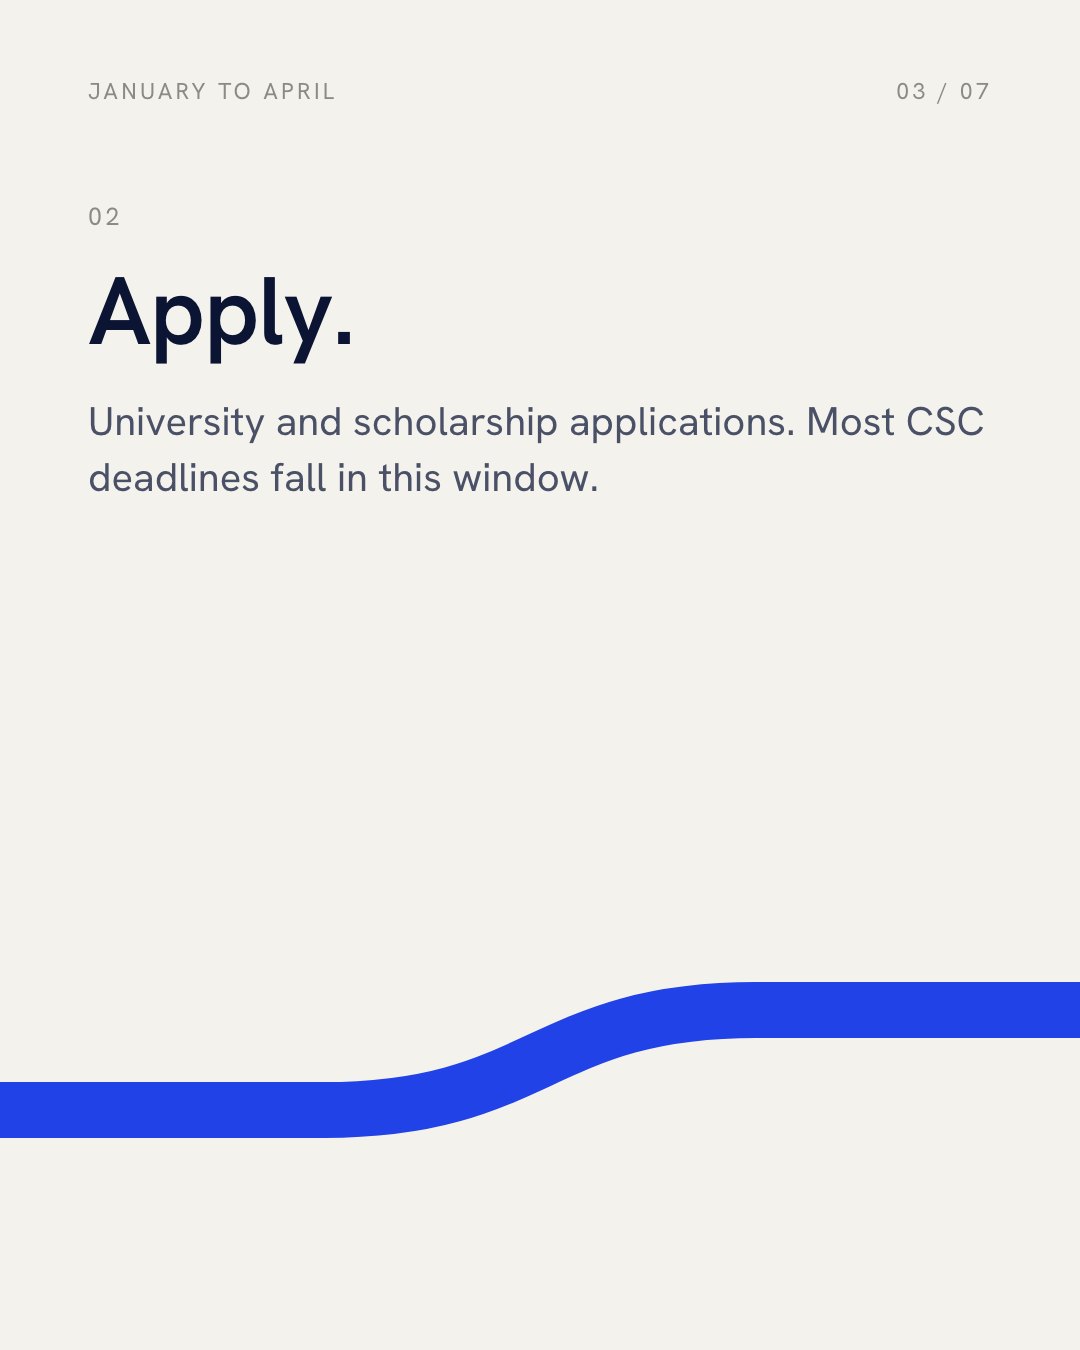 JANUARY TO APRIL
03 / 07
02
Apply.
University and scholarship applications. Most CSC
deadlines fall in this window.